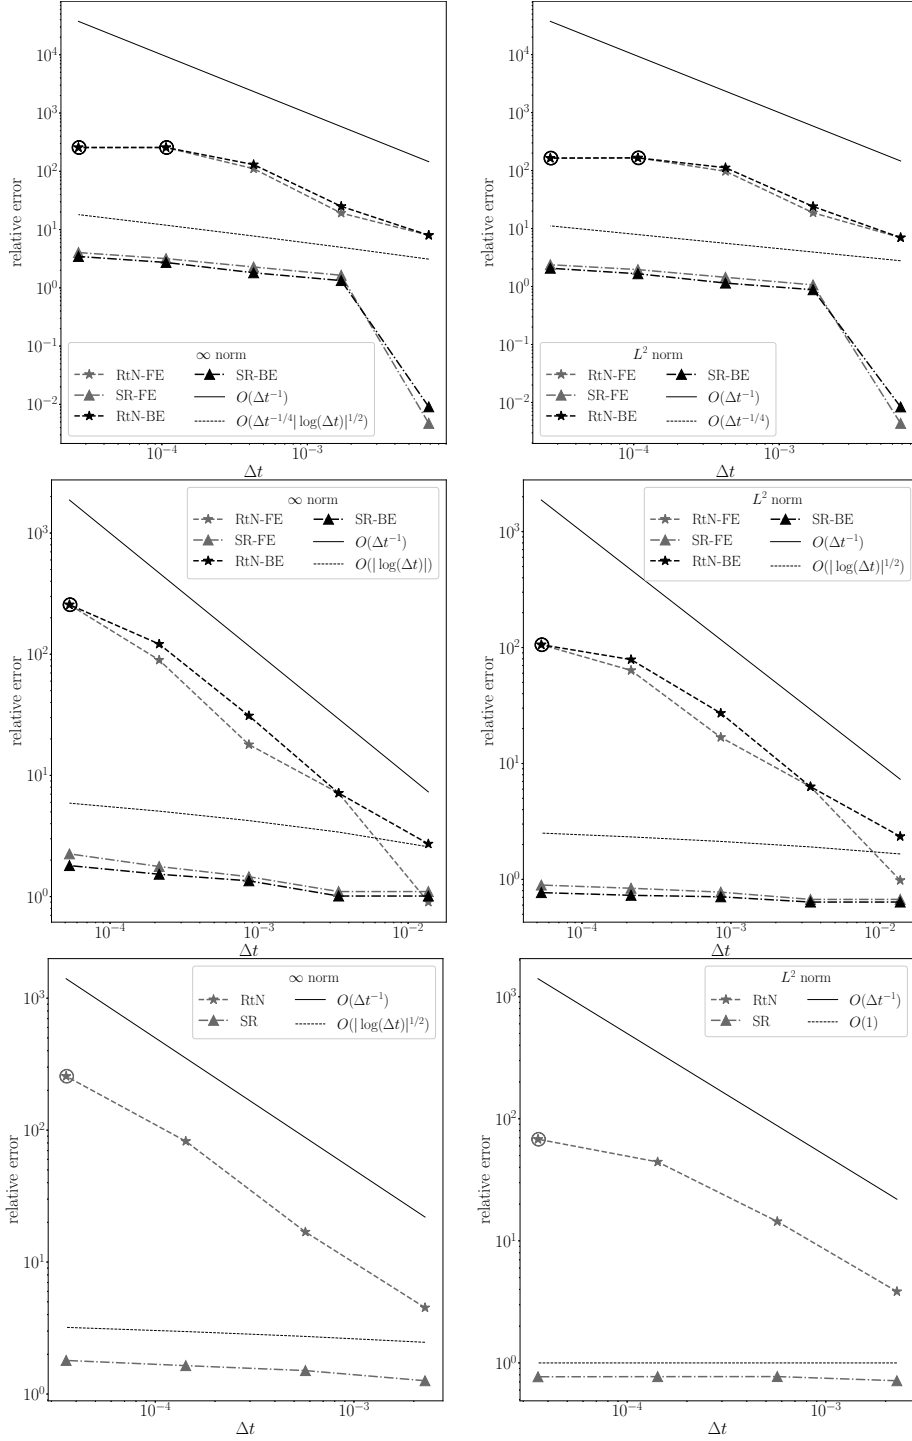 10^4
10^3
10^2
10^1
10^0
10^{-1}
10^{-2}
relative error
∞ norm
RtN-FE
SR-FE
RtN-BE
SR-BE
O(Δt^{-1})
O(Δt^{-1/4}|log(Δt)|^{1/2})
10^{-4}
10^{-3}
Δt
10^4
10^3
10^2
10^1
10^0
10^{-1}
10^{-2}
relative error
L^2 norm
RtN-FE
SR-FE
RtN-BE
SR-BE
O(Δt^{-1})
O(Δt^{-1/4})
10^{-4}
10^{-3}
Δt
10^3
10^2
10^1
10^0
relative error
∞ norm
RtN-FE
SR-FE
RtN-BE
SR-BE
O(Δt^{-1})
O(|log(Δt)|)
10^{-4}
10^{-3}
10^{-2}
Δt
10^3
10^2
10^1
10^0
relative error
L^2 norm
RtN-FE
SR-FE
RtN-BE
SR-BE
O(Δt^{-1})
O(|log(Δt)|^{1/2})
10^{-4}
10^{-3}
10^{-2}
Δt
10^3
10^2
10^1
10^0
relative error
∞ norm
RtN
SR
O(Δt^{-1})
O(|log(Δt)|^{1/2})
10^{-4}
10^{-3}
Δt
10^3
10^2
10^1
10^0
relative error
L^2 norm
RtN
SR
O(Δt^{-1})
O(1)
10^{-4}
10^{-3}
Δt